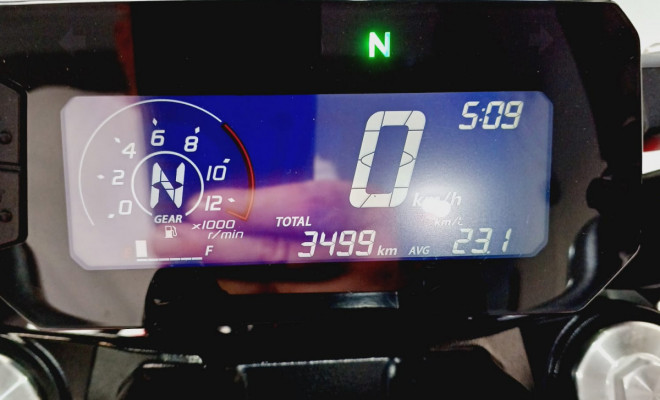 N
5:09
0 km/h
0 2 4 6 8 10 12
N
GEAR
x1000
r/min
F
TOTAL
3499 km
km/L
AVG 23.1